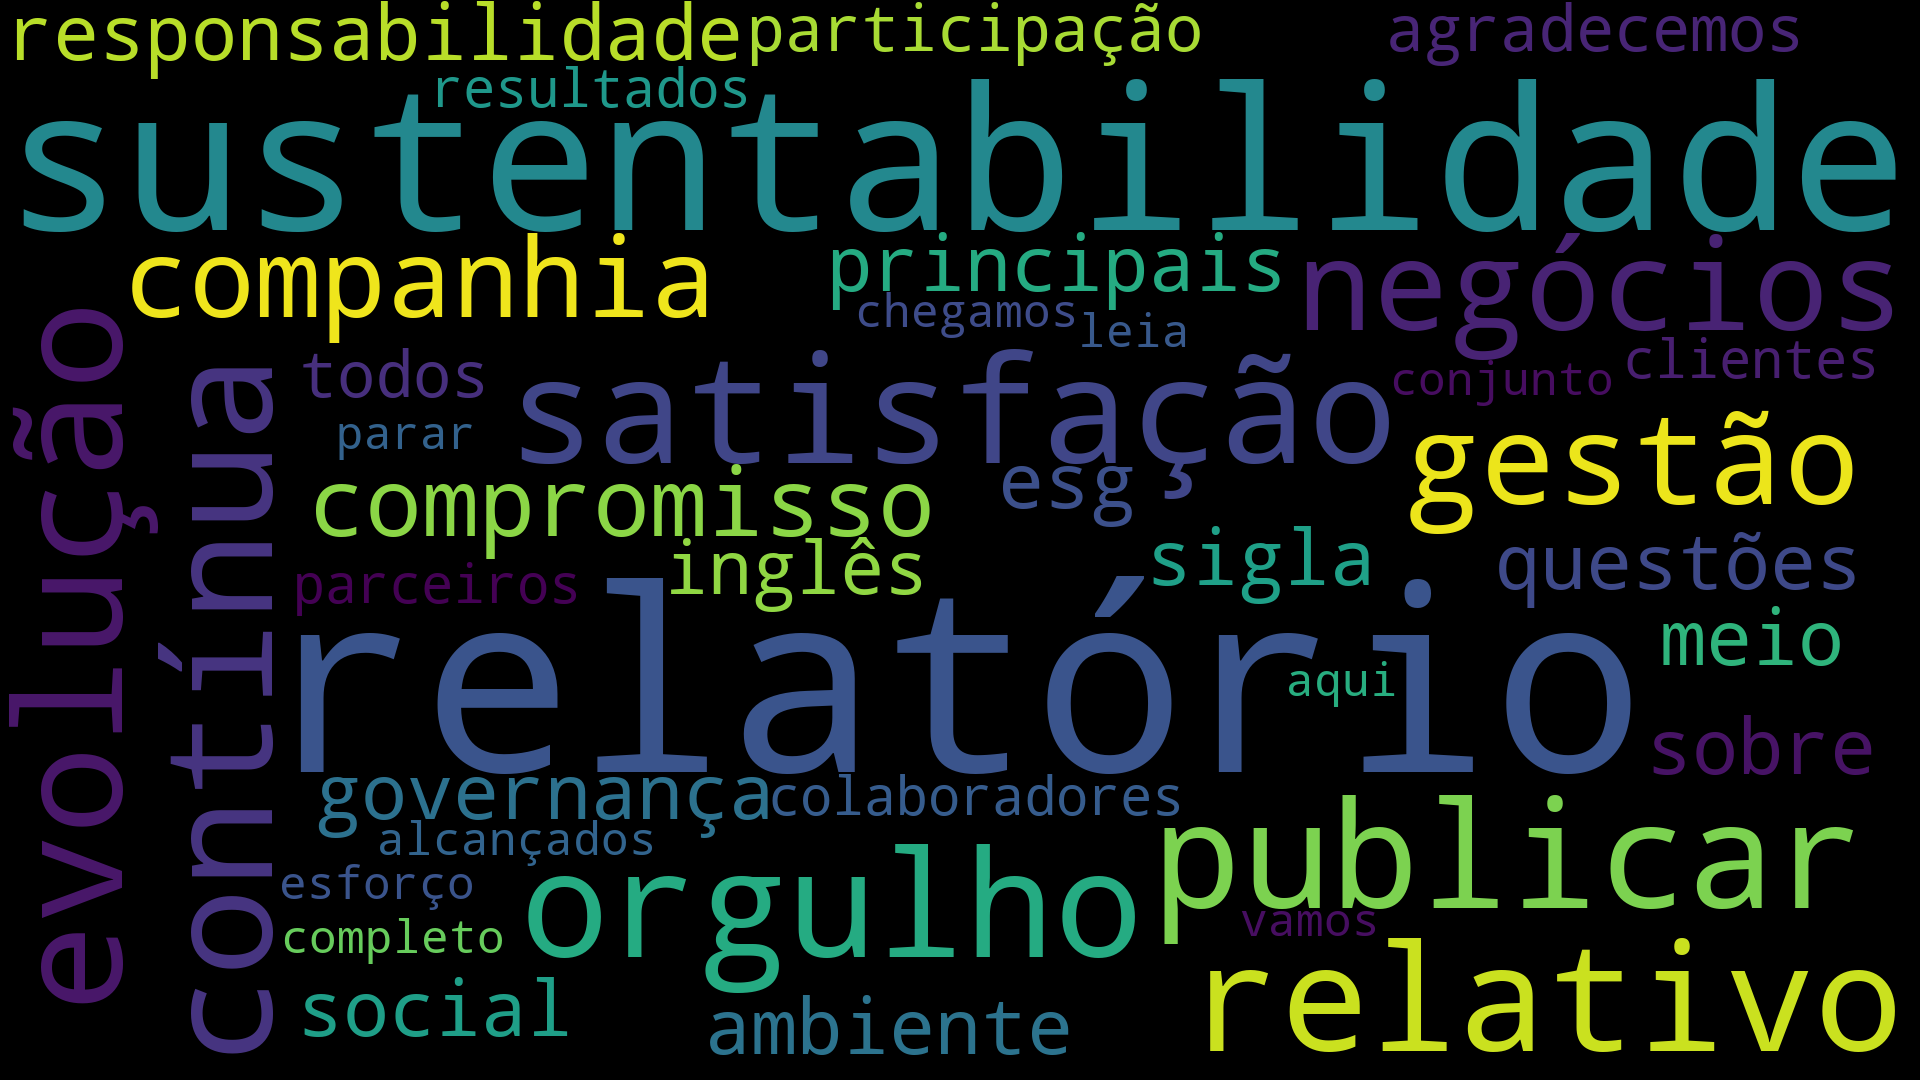 responsabilidade
participação
agradecemos
resultados
sustentabilidade
companhia
principais
negócios
chegamos
leia
clientes
todos
satisfação
conjunto
parar
gestão
compromisso
esg
inglês
sigla
questões
parceiros
evolução
contínua
relatório
meio
aqui
sobre
governança
colaboradores
alcançados
publicar
esforço
orgulho
vamos
completo
relativo
social
ambiente